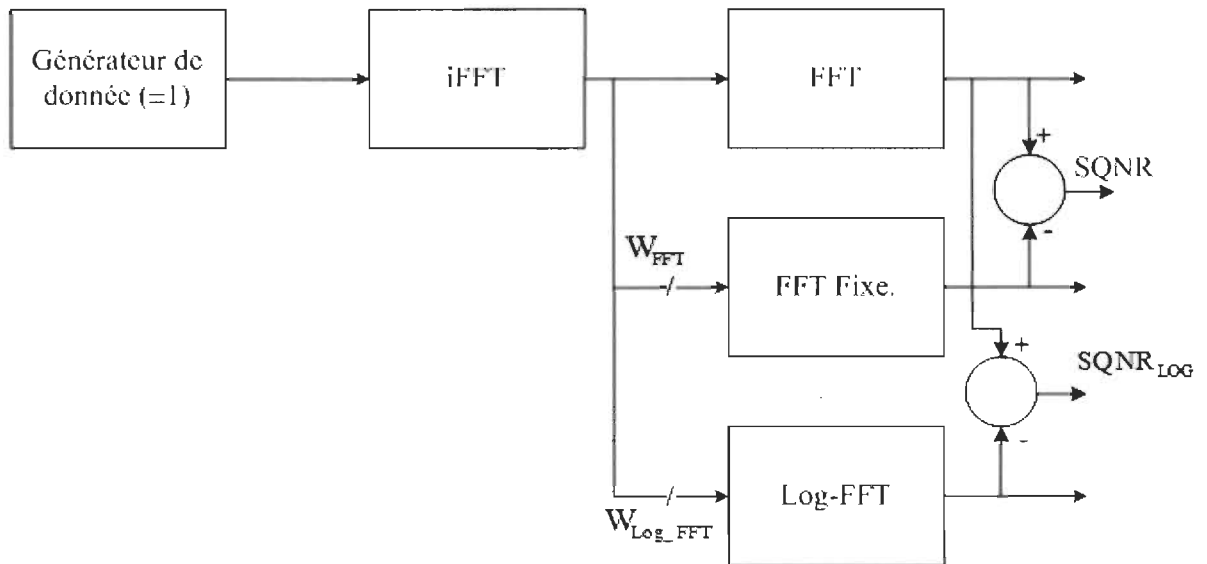 Générateur de
donnée (=1)
iFFT
FFT
+
SQNR
-
W_FFT
FFT Fixe.
+
SQNR_LOG
-
Log-FFT
W_Log_FFT